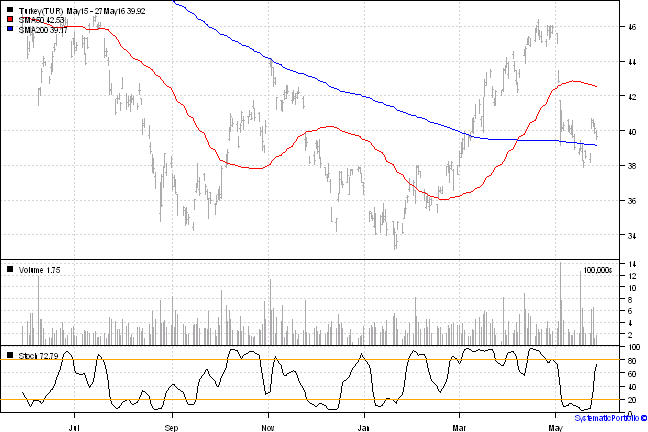 Turkey(TUR) May15 - 27May16 39.92
SMA50 42.53
SMA200 39.17
46
44
42
40
38
36
34
Volume 1.75
100,000s
14
12
10
8
6
4
2
Stoch 72.79
100
80
60
40
20
0
Jul Sep Nov Jan Mar May
SystematicPortfolio ©